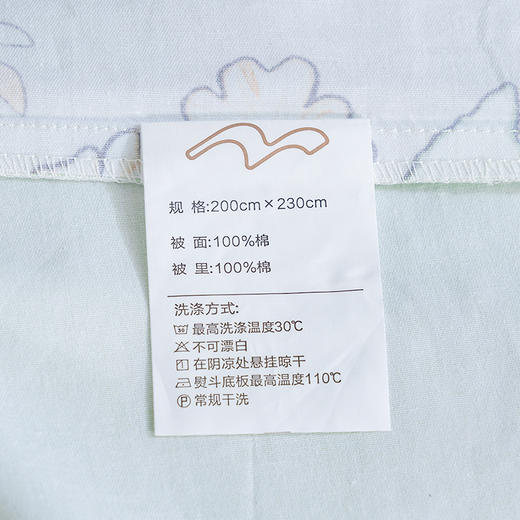 规 格:200cm×230cm
被 面:100%棉
被 里:100%棉
洗涤方式:
最高洗涤温度30℃
不可漂白
在阴凉处悬挂晾干
熨斗底板最高温度110℃
Ⓟ 常规干洗